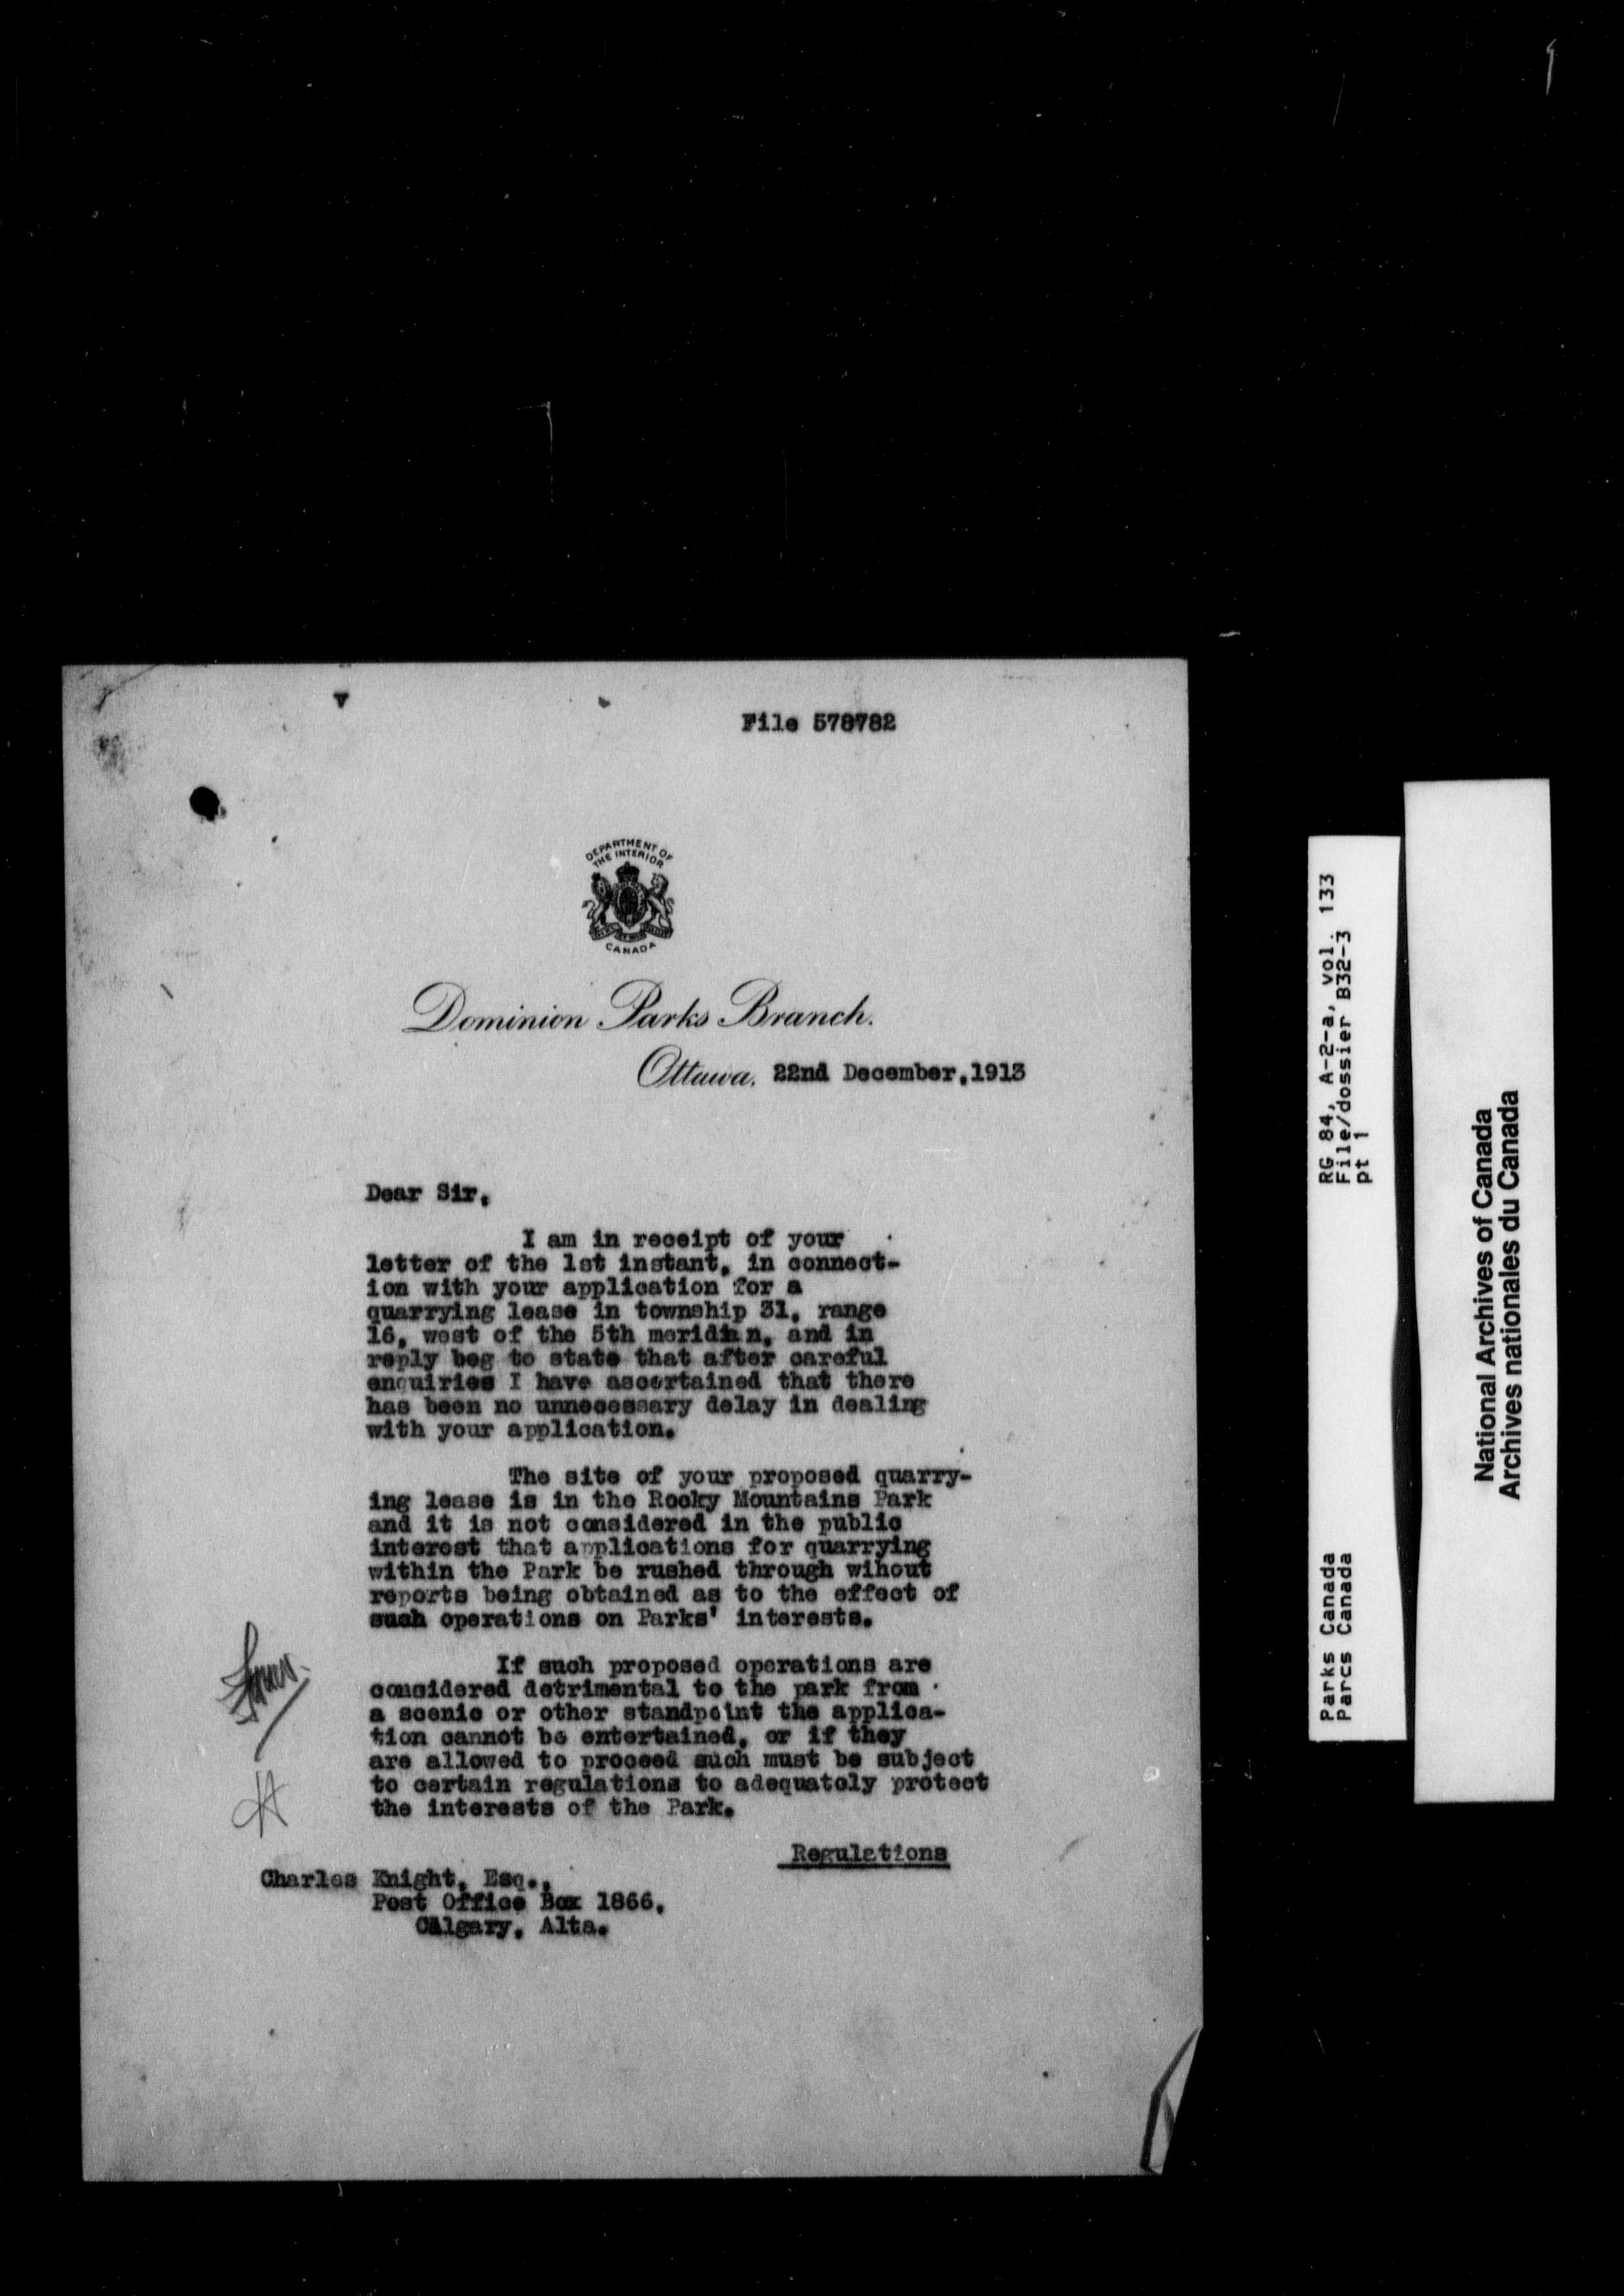 File 578782
DEPARTMENT OF
THE INTERIOR
CANADA
Dominion Parks Branch.
Ottawa, 22nd December, 1913
Dear Sir,
I am in receipt of your
letter of the 1st instant, in connect-
ion with your application for a
quarrying lease in township 31, range
16, west of the 5th meridian, and in
reply beg to state that after careful
enquiries I have ascertained that there
has been no unnecessary delay in dealing
with your application.
The site of your proposed quarry-
ing lease is in the Rocky Mountains Park
and it is not considered in the public
interest that applications for quarrying
within the Park be rushed through wihout
reports being obtained as to the effect of
such operations on Parks' interests.
If such proposed operations are
considered detrimental to the park from
a scenic or other standpoint the applica-
tion cannot be entertained, or if they
are allowed to proceed such must be subject
to certain regulations to adequately protect
the interests of the Park.
Regulations
Charles Knight, Esq.,
Post Office Box 1866,
Calgary, Alta.
RG 84, A-2-a, vol. 133
File/dossier B32-3
pt 1
Parks Canada
Parcs Canada
National Archives of Canada
Archives nationales du Canada